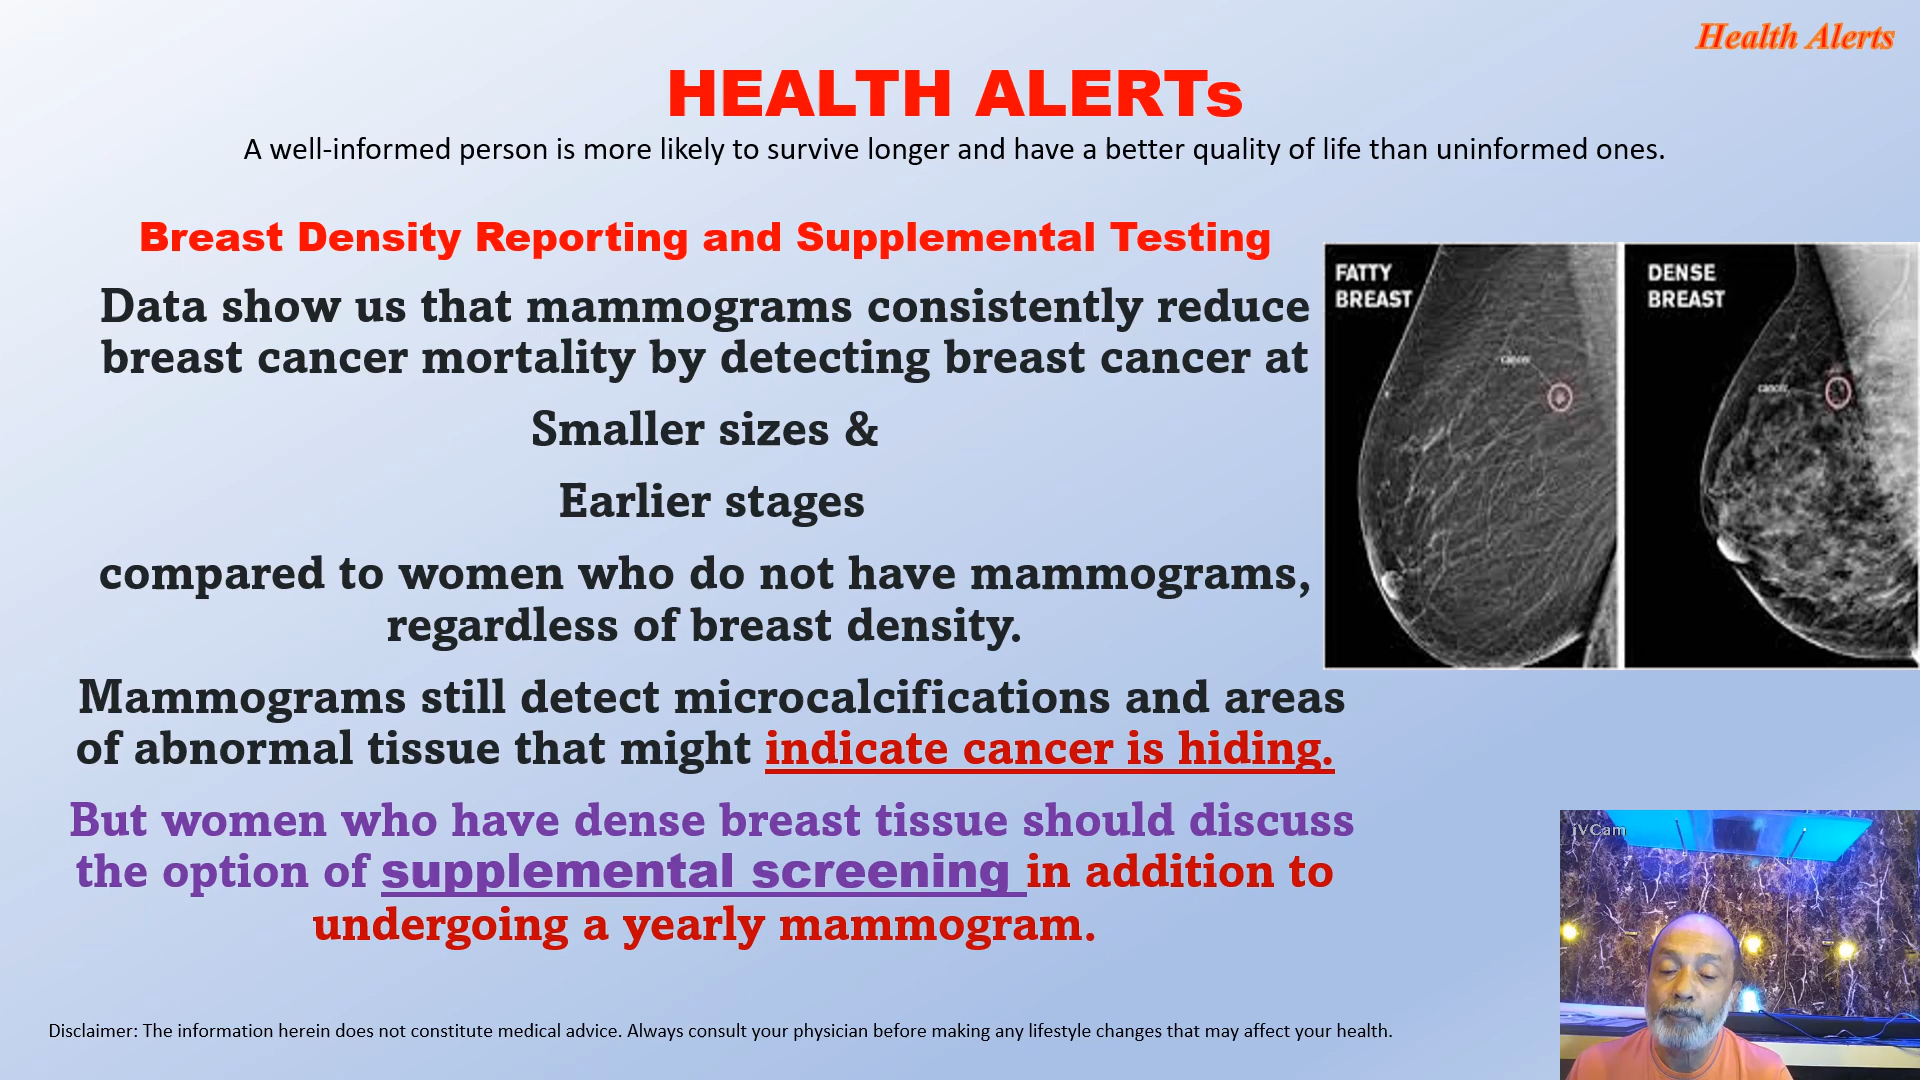 Health Alerts
HEALTH ALERTs
A well-informed person is more likely to survive longer and have a better quality of life than uninformed ones.
Breast Density Reporting and Supplemental Testing
Data show us that mammograms consistently reduce
breast cancer mortality by detecting breast cancer at
Smaller sizes &
Earlier stages
compared to women who do not have mammograms,
regardless of breast density.
Mammograms still detect microcalcifications and areas
of abnormal tissue that might indicate cancer is hiding.
But women who have dense breast tissue should discuss
the option of supplemental screening in addition to
undergoing a yearly mammogram.
FATTY
BREAST
cancer
DENSE
BREAST
cancer
iVCam
Disclaimer: The information herein does not constitute medical advice. Always consult your physician before making any lifestyle changes that may affect your health.